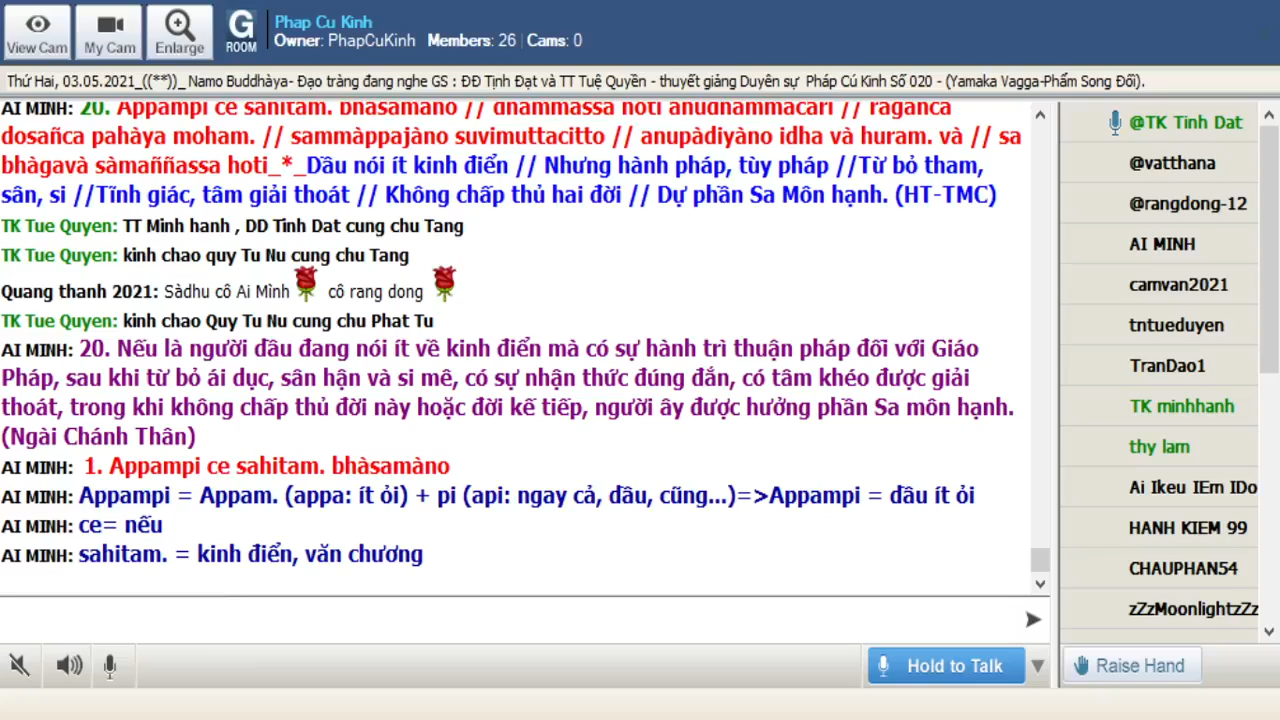 View Cam
My Cam
Enlarge
G
ROOM
Phap Cu Kinh
Owner: PhapCuKinh Members: 26 | Cams: 0
Thứ Hai, 03.05.2021_((**))_ Namo Buddhàya- Đạo tràng đang nghe GS : ĐĐ Tịnh Đạt và TT Tuệ Quyền - thuyết giảng Duyên sự Pháp Cú Kinh Số 020 - (Yamaka Vagga-Phẩm Song Đối).
AI MINH: 20. Appampi ce sahitam. bhàsamàno // dhammassa hoti anudhammacàrì // ràgañca
dosañca pahàya moham. // sammàppajàno suvimuttacitto // anupàdiyàno idha và huram. và // sa
bhàgavà sàmaññassa hoti_*_Dầu nói ít kinh điển // Nhưng hành pháp, tùy pháp //Từ bỏ tham,
sân, si //Tĩnh giác, tâm giải thoát // Không chấp thủ hai đời // Dự phần Sa Môn hạnh. (HT-TMC)
TK Tue Quyen: TT Minh hanh , DD Tinh Dat cung chu Tang
TK Tue Quyen: kinh chao quy Tu Nu cung chu Tang
Quang thanh 2021: Sàdhu cô Ai Mình cô rang dong
TK Tue Quyen: kinh chao Quy Tu Nu cung chu Phat Tu
AI MINH: 20. Nếu là người dầu đang nói ít về kinh điển mà có sự hành trì thuận pháp đối với Giáo
Pháp, sau khi từ bỏ ái dục, sân hận và si mê, có sự nhận thức đúng đắn, có tâm khéo được giải
thoát, trong khi không chấp thủ đời này hoặc đời kế tiếp, người ấy được hưởng phần Sa môn hạnh.
(Ngài Chánh Thân)
AI MINH: 1. Appampi ce sahitam. bhàsamàno
AI MINH: Appampi = Appam. (appa: ít ỏi) + pi (api: ngay cả, dầu, cũng...)=>Appampi = dầu ít ỏi
AI MINH: ce= nếu
AI MINH: sahitam. = kinh điển, văn chương
@TK Tinh Dat
@vatthana
@rangdong-12
AI MINH
camvan2021
tntueduyen
TranDao1
TK minhhanh
thy lam
Ai Ikeu IEm IDo
HANH KIEM 99
CHAUPHAN54
zZzMoonlightzZz
Hold to Talk
Raise Hand